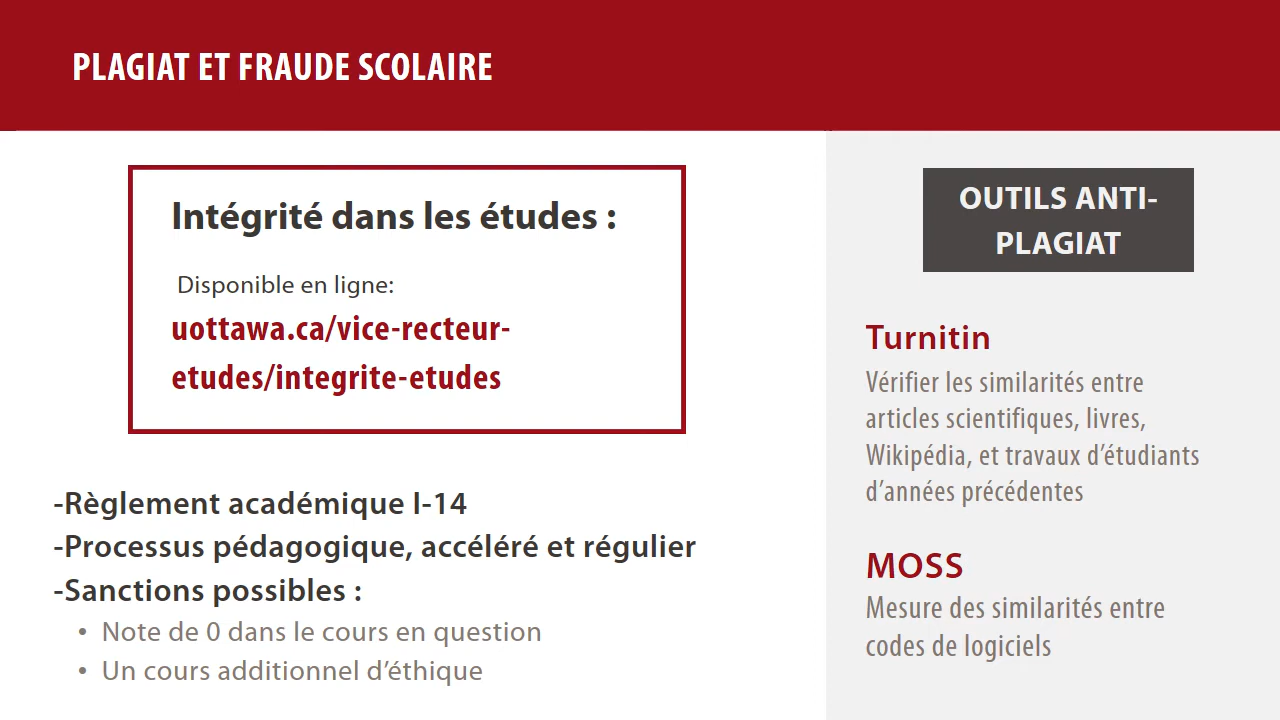 PLAGIAT ET FRAUDE SCOLAIRE
Intégrité dans les études :
Disponible en ligne:
uottawa.ca/vice-recteur-
etudes/integrite-etudes
-Règlement académique I-14
-Processus pédagogique, accéléré et régulier
-Sanctions possibles :
• Note de 0 dans le cours en question
• Un cours additionnel d’éthique
OUTILS ANTI-
PLAGIAT
Turnitin
Vérifier les similarités entre
articles scientifiques, livres,
Wikipédia, et travaux d’étudiants
d’années précédentes
MOSS
Mesure des similarités entre
codes de logiciels